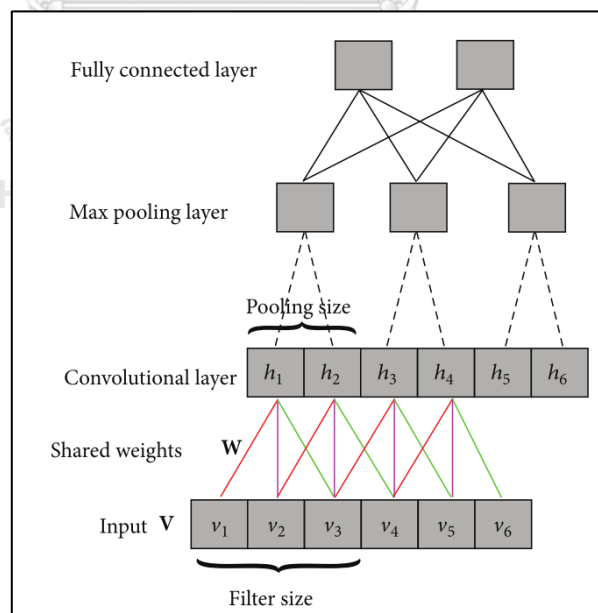 Fully connected layer
Max pooling layer
Pooling size
Convolutional layer h₁ h₂ h₃ h₄ h₅ h₆
Shared weights W
Input V v₁ v₂ v₃ v₄ v₅ v₆
Filter size